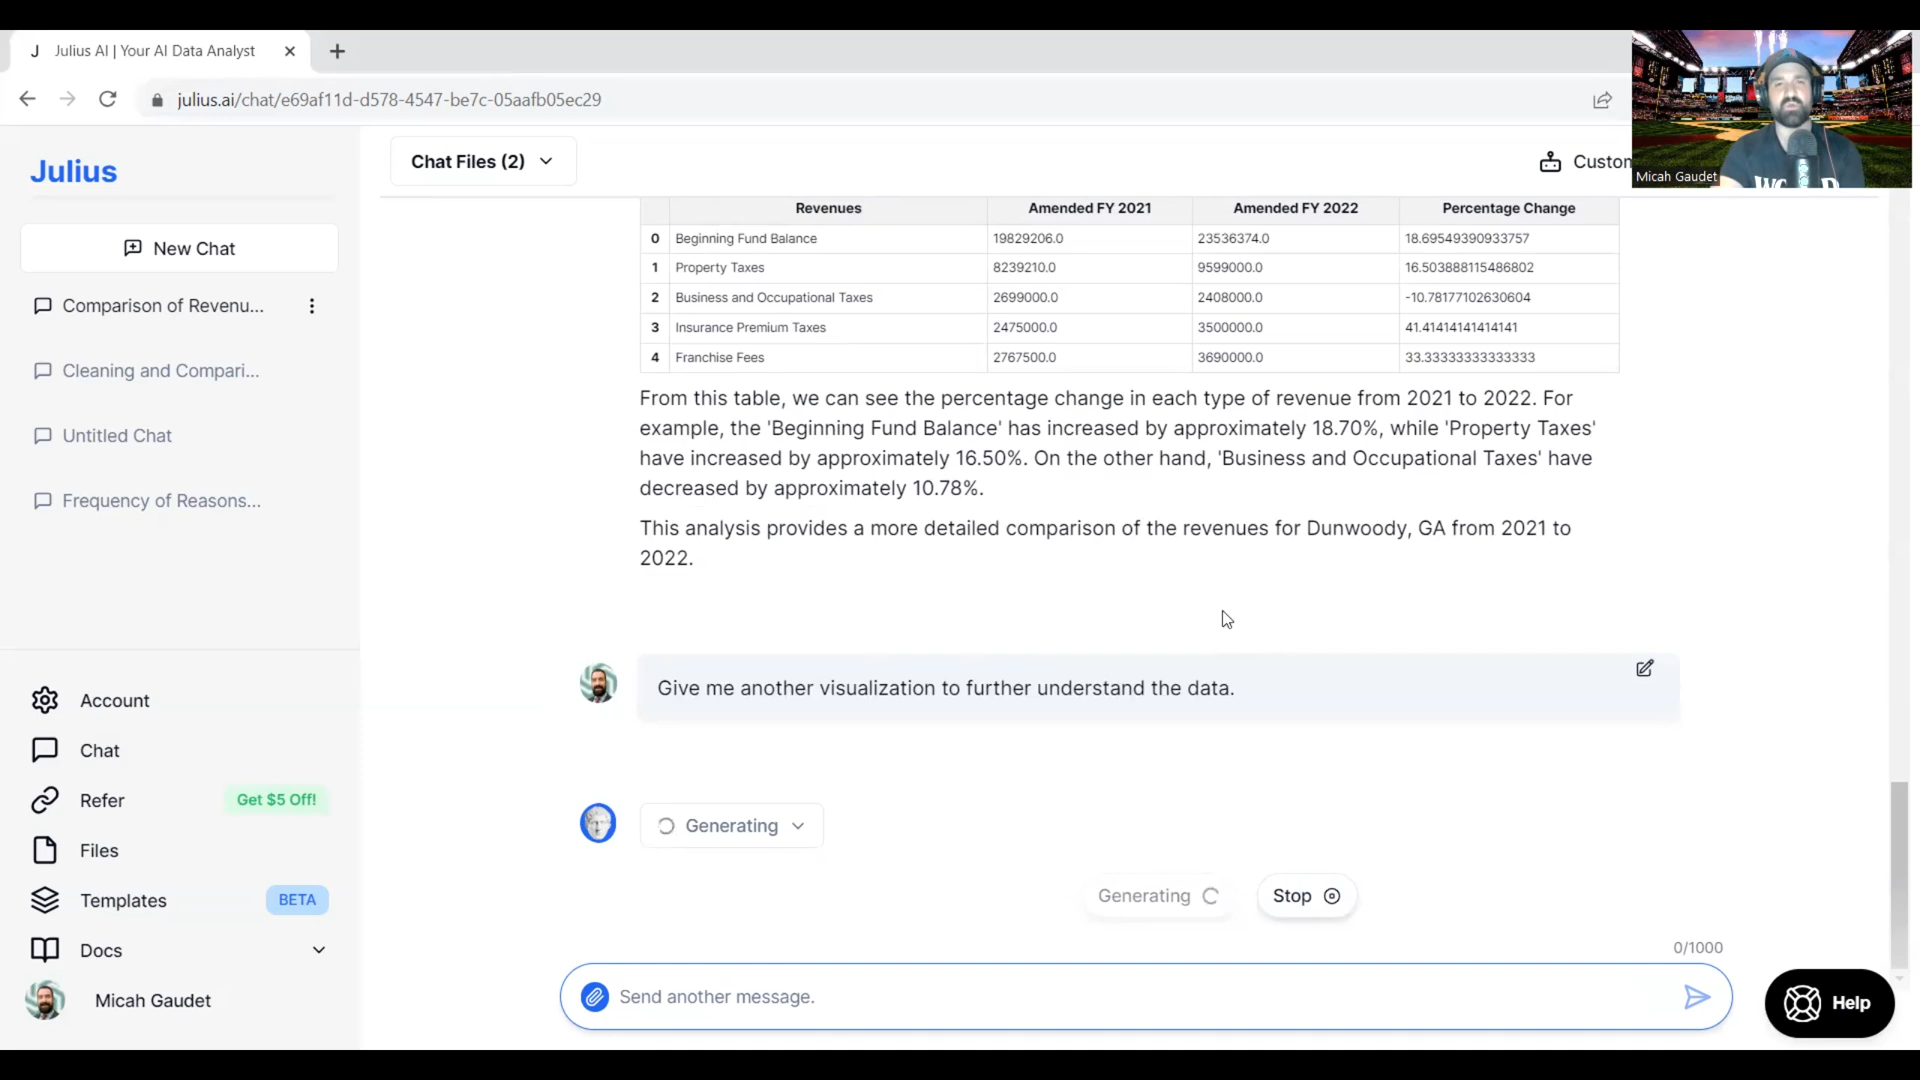 J Julius AI | Your AI Data Analyst
julius.ai/chat/e69af11d-d578-4547-be7c-05aafb05ec29
Micah Gaudet
Julius
New Chat
Comparison of Revenu...
Cleaning and Compari...
Untitled Chat
Frequency of Reasons...
Account
Chat
Refer Get $5 Off!
Files
Templates BETA
Docs
Micah Gaudet
Chat Files (2)
Custom
Revenues Amended FY 2021 Amended FY 2022 Percentage Change
0 Beginning Fund Balance 19829206.0 23536374.0 18.69549390933757
1 Property Taxes 8239210.0 9599000.0 16.503888115486802
2 Business and Occupational Taxes 2699000.0 2408000.0 -10.78177102630604
3 Insurance Premium Taxes 2475000.0 3500000.0 41.41414141414141
4 Franchise Fees 2767500.0 3690000.0 33.33333333333333
From this table, we can see the percentage change in each type of revenue from 2021 to 2022. For
example, the 'Beginning Fund Balance' has increased by approximately 18.70%, while 'Property Taxes'
have increased by approximately 16.50%. On the other hand, 'Business and Occupational Taxes' have
decreased by approximately 10.78%.
This analysis provides a more detailed comparison of the revenues for Dunwoody, GA from 2021 to
2022.
Give me another visualization to further understand the data.
Generating
Generating Stop
0/1000
Send another message.
Help